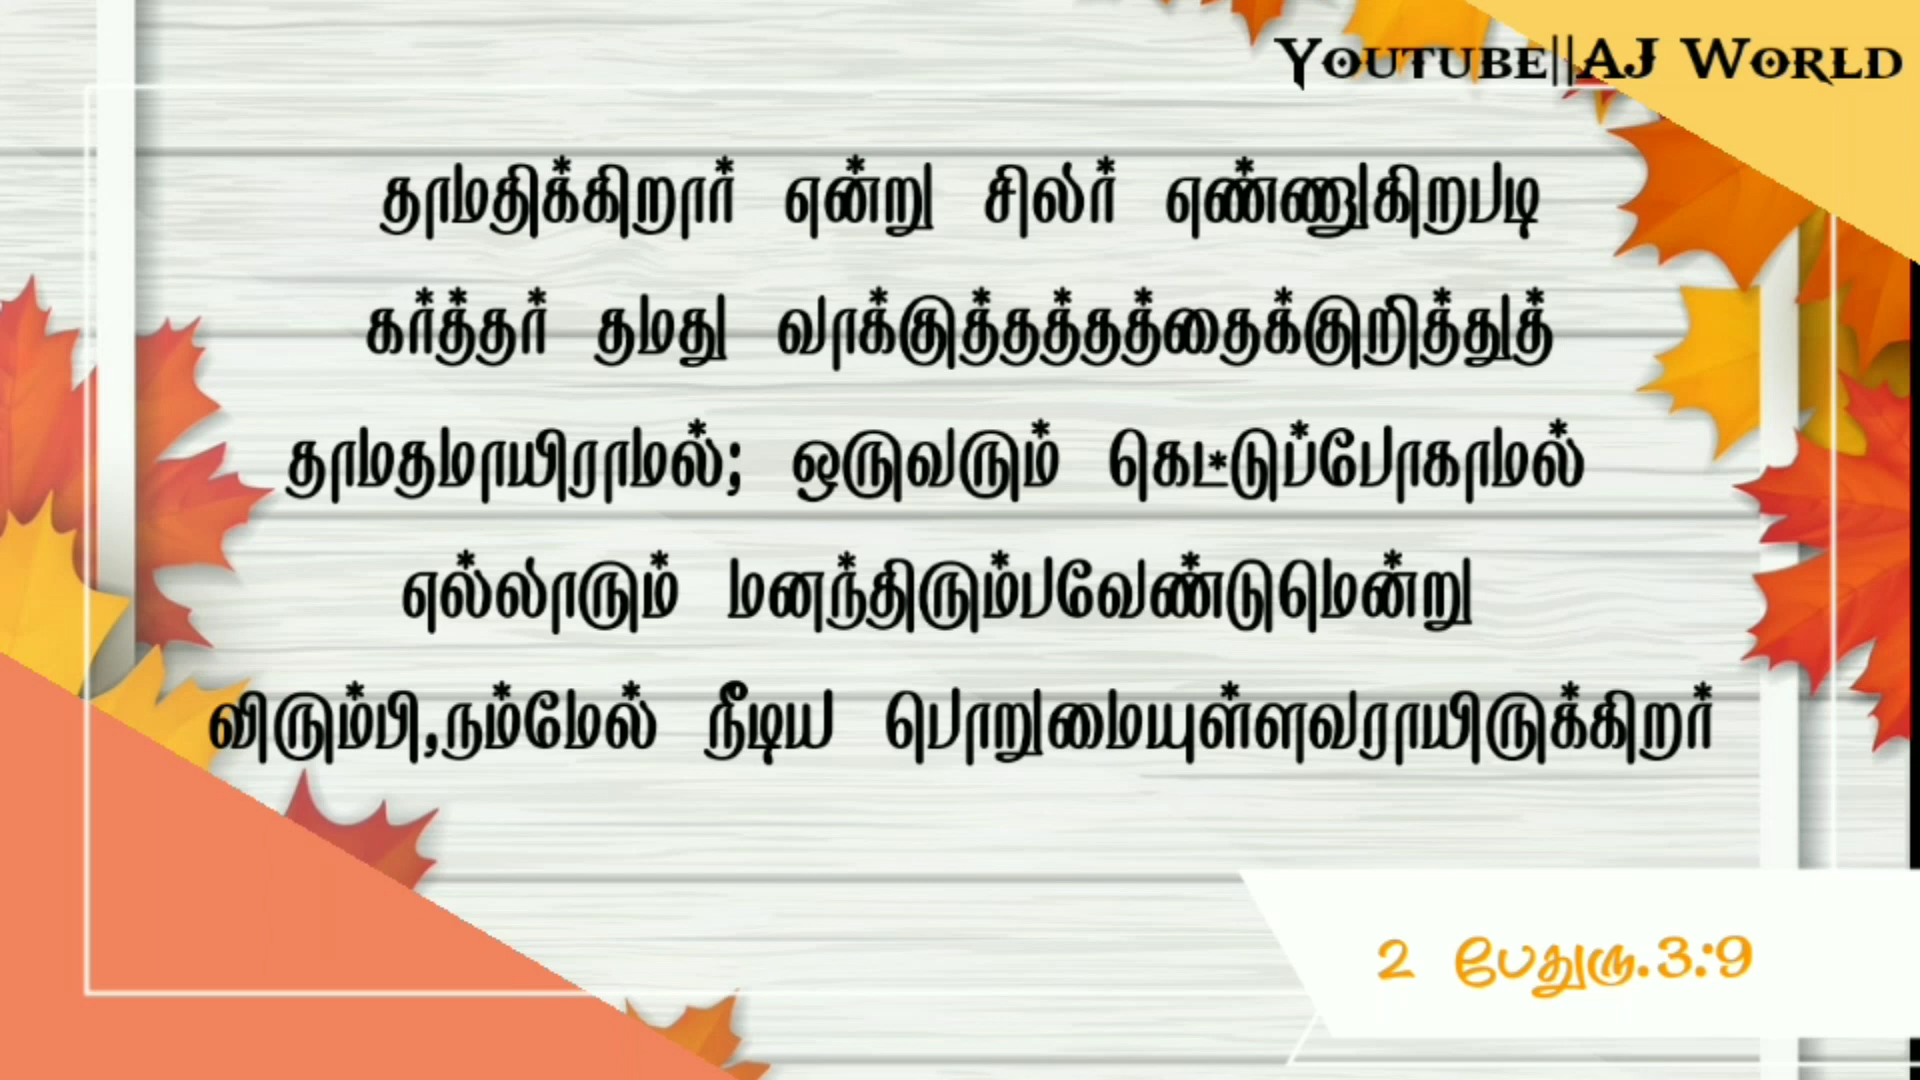 Youtube||AJ World
தாமதிக்கிறார் என்று சிலர் எண்ணுகிறபடி
கர்த்தர் தமது வாக்குத்தத்தத்தைக்குறித்துத்
தாமதமாயிராமல்; ஒருவரும் கெட்டுப்போகாமல்
எல்லாரும் மனந்திரும்பவேண்டுமென்று
விரும்பி,நம்மேல் நீடிய பொறுமையுள்ளவராயிருக்கிறர்
2 பேதுரு.3:9